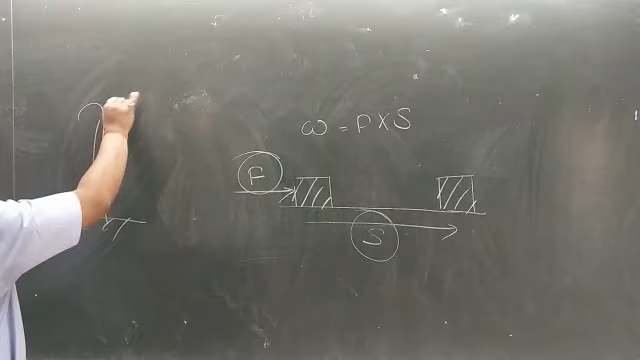 ω = F × S
F
S